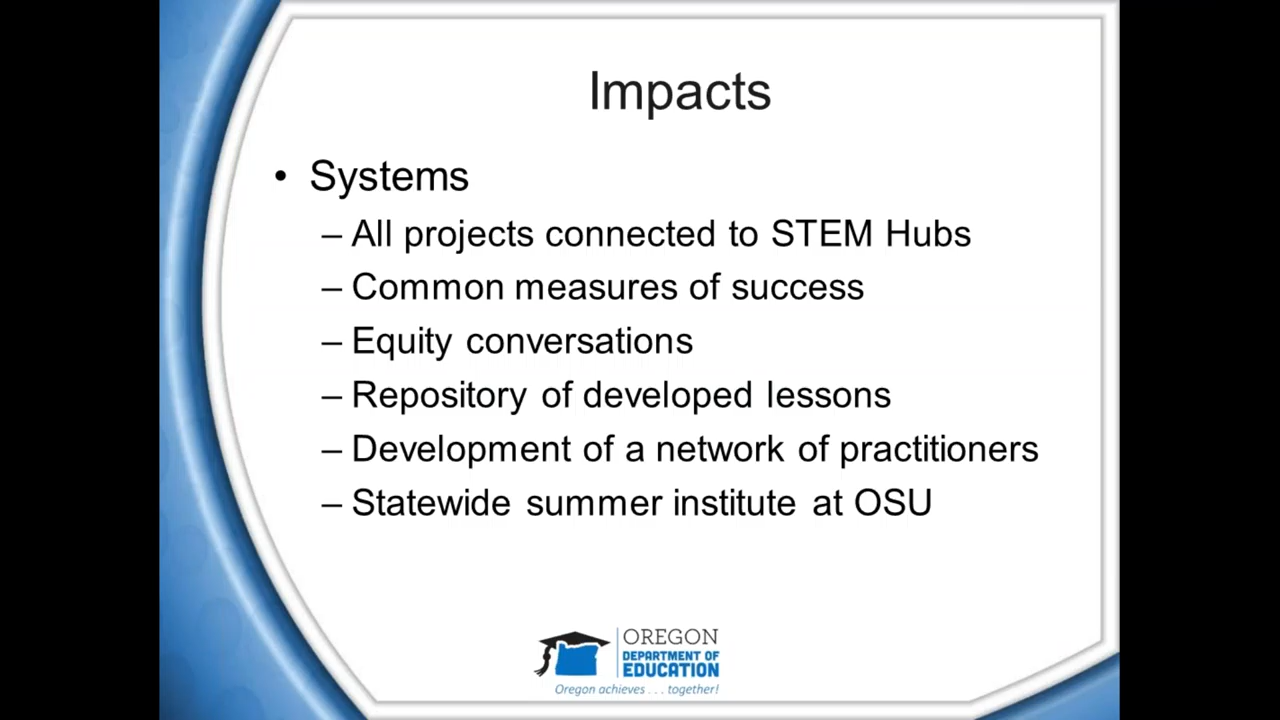 Impacts
• Systems
– All projects connected to STEM Hubs
– Common measures of success
– Equity conversations
– Repository of developed lessons
– Development of a network of practitioners
– Statewide summer institute at OSU
OREGON
DEPARTMENT OF
EDUCATION
Oregon achieves . . . together!